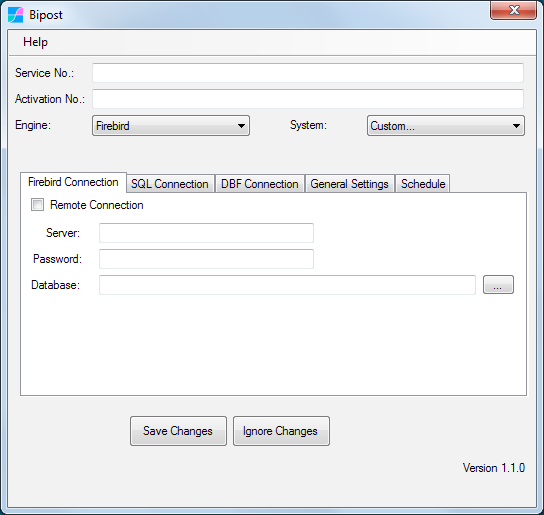 Bipost
Help
Service No.:
Activation No.:
Engine: Firebird System: Custom...
Firebird Connection SQL Connection DBF Connection General Settings Schedule
Remote Connection
Server:
Password:
Database: ...
Save Changes Ignore Changes
Version 1.1.0